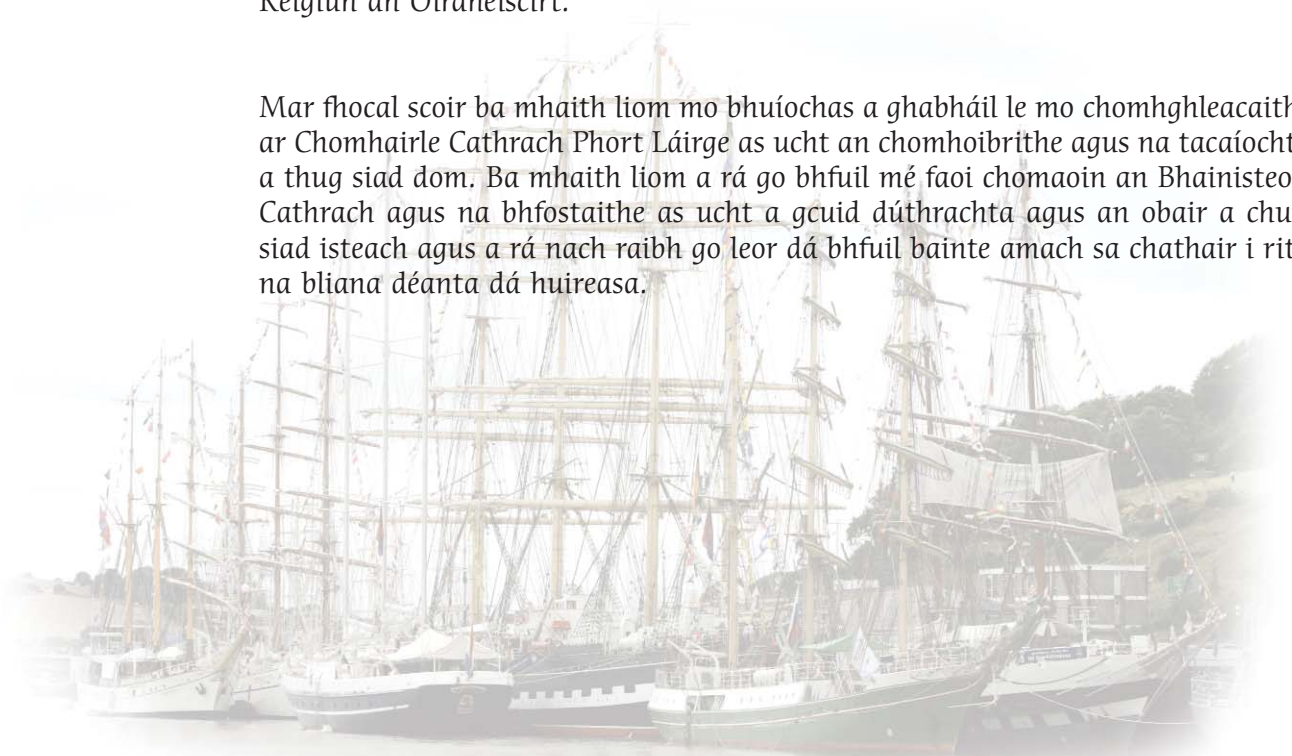 Réigiún an Oirdheiscirt.
Mar fhocal scoir ba mhaith liom mo bhuíochas a ghabháil le mo chomhghleacaith
ar Chomhairle Cathrach Phort Láirge as ucht an chomhoibrithe agus na tacaíocht
a thug siad dom. Ba mhaith liom a rá go bhfuil mé faoi chomaoin an Bhainisteo
Cathrach agus na bhfostaithe as ucht a gcuid dúthrachta agus an obair a chu
siad isteach agus a rá nach raibh go leor dá bhfuil bainte amach sa chathair i rit
na bliana déanta dá huireasa.